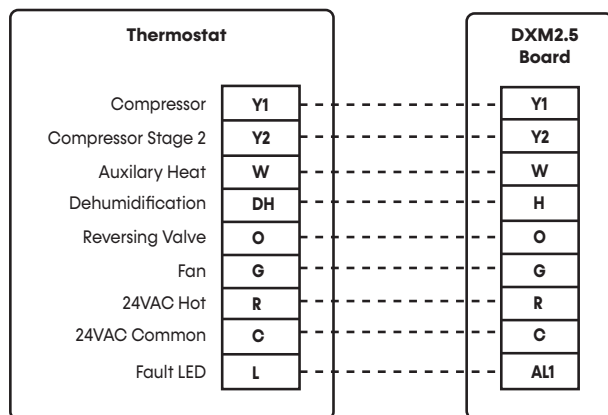 Thermostat
DXM2.5
Board
Compressor Y1 Y1
Compressor Stage 2 Y2 Y2
Auxilary Heat W W
Dehumidification DH H
Reversing Valve O O
Fan G G
24VAC Hot R R
24VAC Common C C
Fault LED L AL1